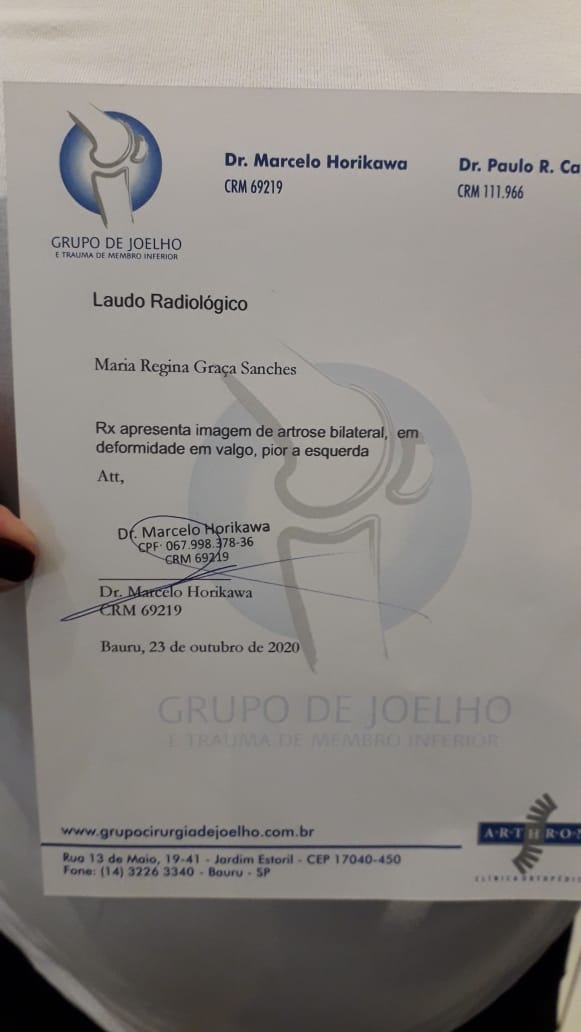 Dr. Marcelo Horikawa
CRM 69219
Dr. Paulo R. Ca
CRM 111.966
GRUPO DE JOELHO
E TRAUMA DE MEMBRO INFERIOR
Laudo Radiológico
Maria Regina Graça Sanches
Rx apresenta imagem de artrose bilateral, em
deformidade em valgo, pior a esquerda
Att,
Dr. Marcelo Horikawa
CPF: 067.998.378-36
CRM 69219
Dr. Marcelo Horikawa
CRM 69219
Bauru, 23 de outubro de 2020
GRUPO DE JOELHO
E TRAUMA DE MEMBRO INFERIOR
www.grupocirurgiadejoelho.com.br
Rua 13 de Maio, 19-41 - Jardim Estoril - CEP 17040-450
Fone: (14) 3226 3340 - Bauru - SP
A·R·T·H·R·O·
CLÍNICA ORTOPÉDIC